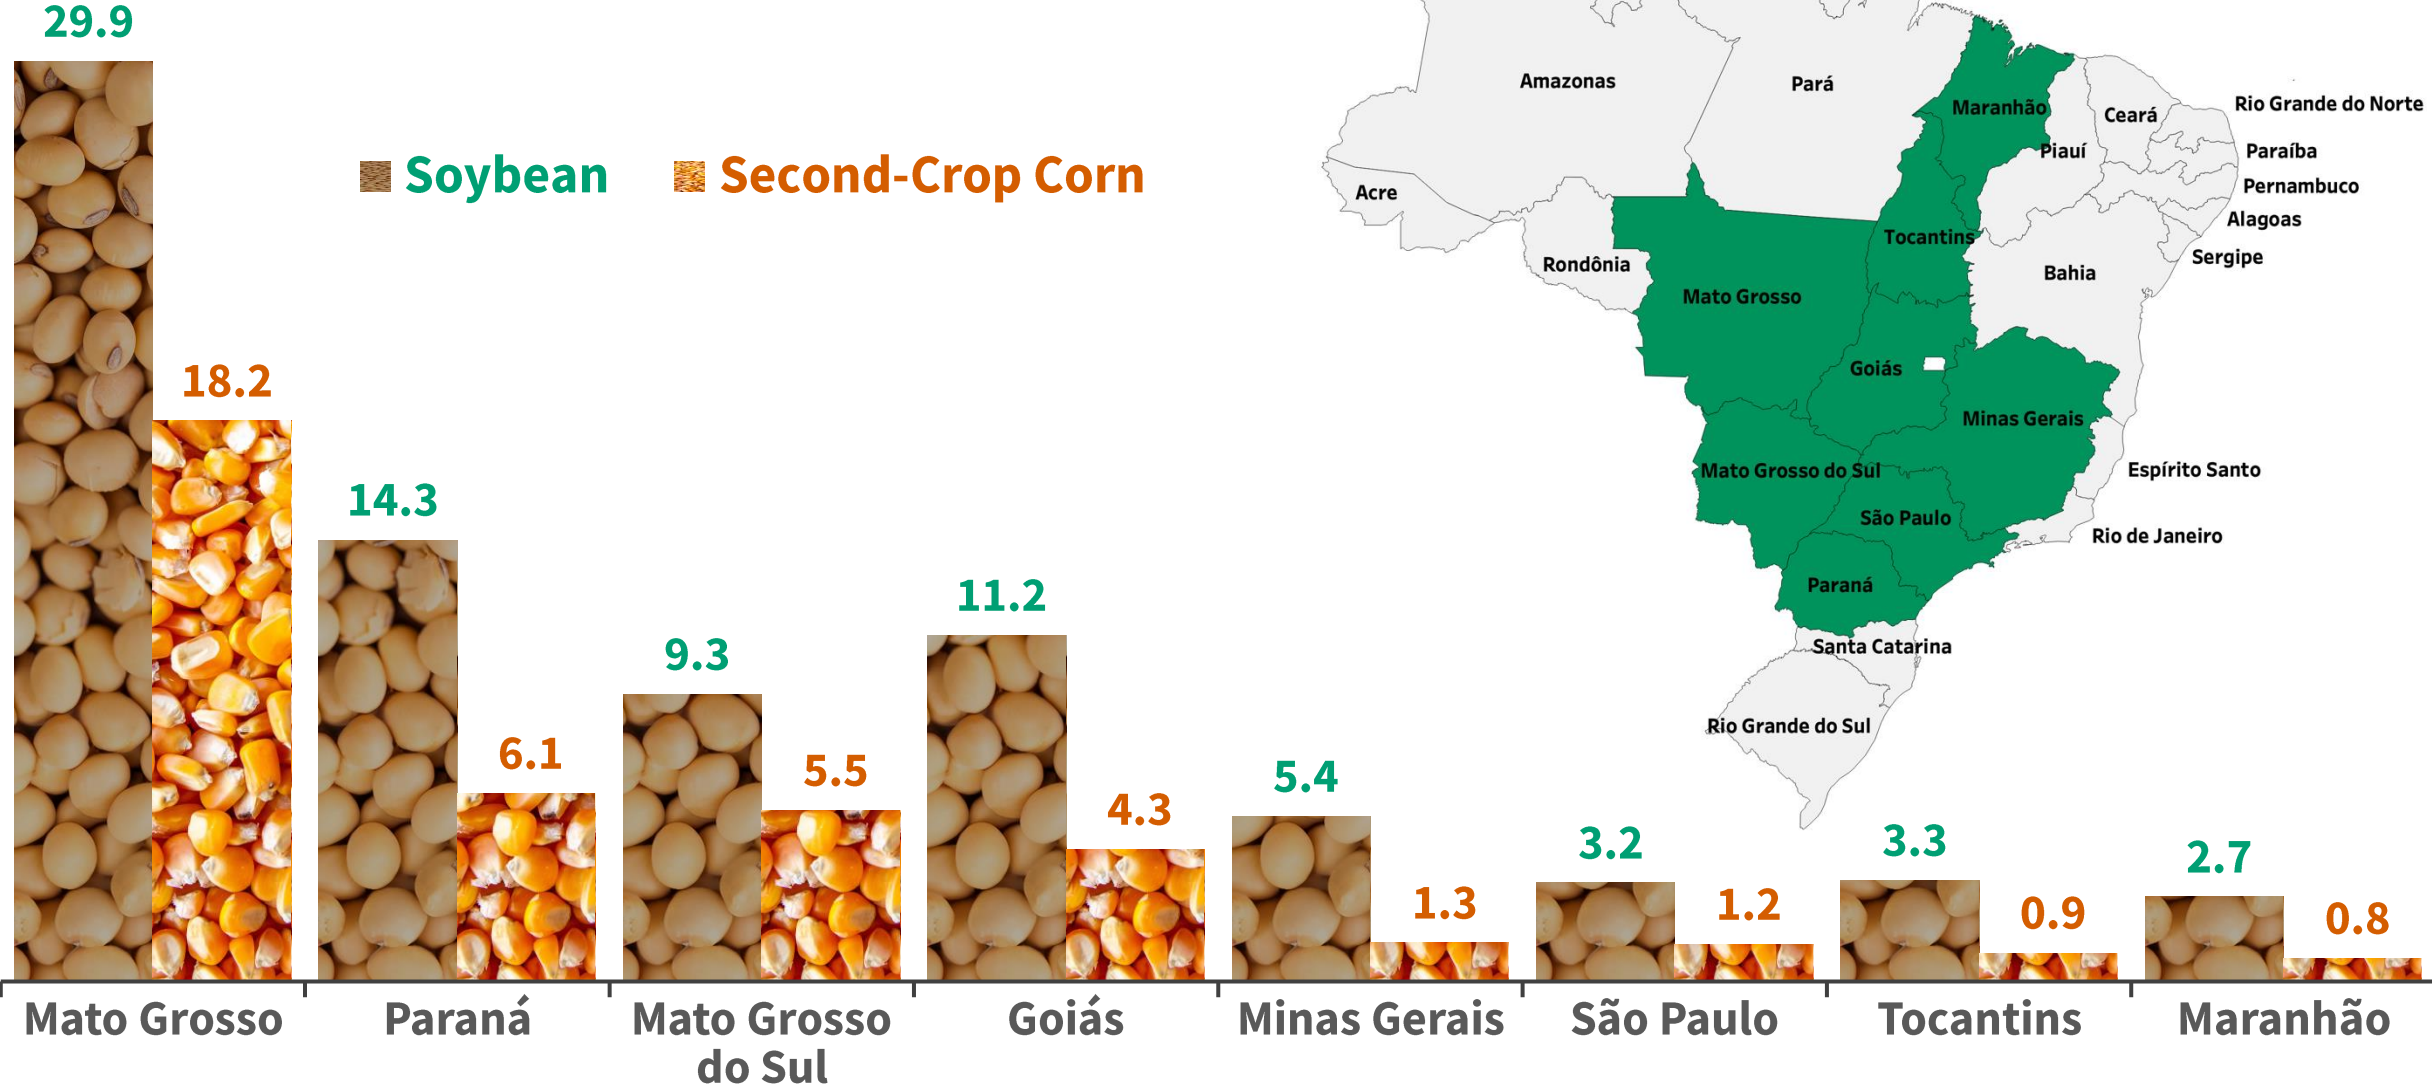 29.9
18.2
14.3
6.1
9.3
5.5
11.2
4.3
5.4
1.3
3.2
1.2
3.3
0.9
2.7
0.8
Soybean
Second-Crop Corn
Mato Grosso
Paraná
Mato Grosso
do Sul
Goiás
Minas Gerais
São Paulo
Tocantins
Maranhão
Amazonas
Pará
Maranhão
Ceará
Rio Grande do Norte
Piauí
Paraíba
Acre
Pernambuco
Alagoas
Tocantins
Sergipe
Rondônia
Bahia
Mato Grosso
Goiás
Minas Gerais
Mato Grosso do Sul
Espírito Santo
São Paulo
Rio de Janeiro
Paraná
Santa Catarina
Rio Grande do Sul